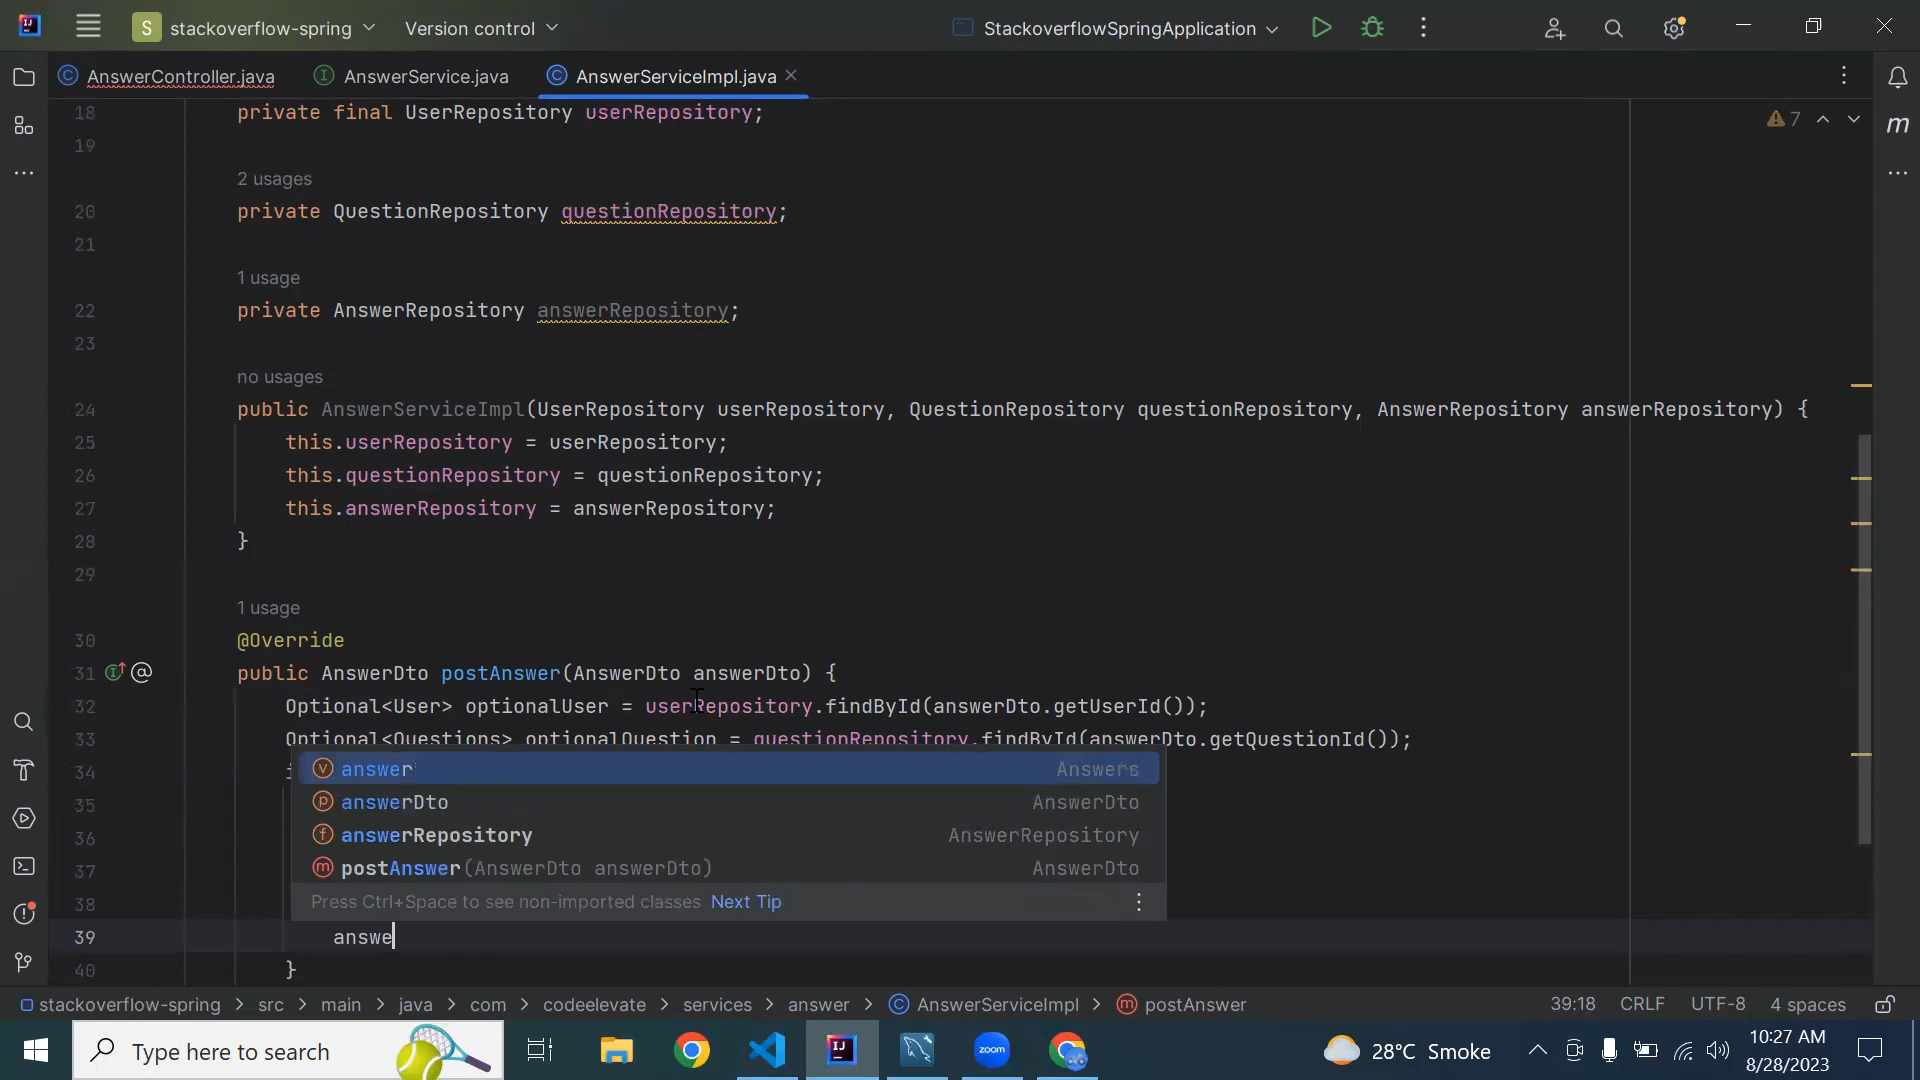 S stackoverflow-spring Version control StackoverflowSpringApplication
AnswerController.java AnswerService.java AnswerServiceImpl.java
18 private final UserRepository userRepository;
7
19
2 usages
20 private QuestionRepository questionRepository;
21
1 usage
22 private AnswerRepository answerRepository;
23
no usages
24 public AnswerServiceImpl(UserRepository userRepository, QuestionRepository questionRepository, AnswerRepository answerRepository) {
25 this.userRepository = userRepository;
26 this.questionRepository = questionRepository;
27 this.answerRepository = answerRepository;
28 }
29
1 usage
30 @Override
31 public AnswerDto postAnswer(AnswerDto answerDto) {
32 Optional<User> optionalUser = userRepository.findById(answerDto.getUserId());
33 Optional<Questions> optionalQuestion = questionRepository.findById(answerDto.getQuestionId());
34 answer Answers
35 answerDto AnswerDto
36 answerRepository AnswerRepository
37 postAnswer(AnswerDto answerDto) AnswerDto
38 Press Ctrl+Space to see non-imported classes Next Tip
39 answe
40 }
stackoverflow-spring > src > main > java > com > codeelevate > services > answer > AnswerServiceImpl > postAnswer 39:18 CRLF UTF-8 4 spaces
Type here to search zoom 28°C Smoke 10:27 AM
8/28/2023